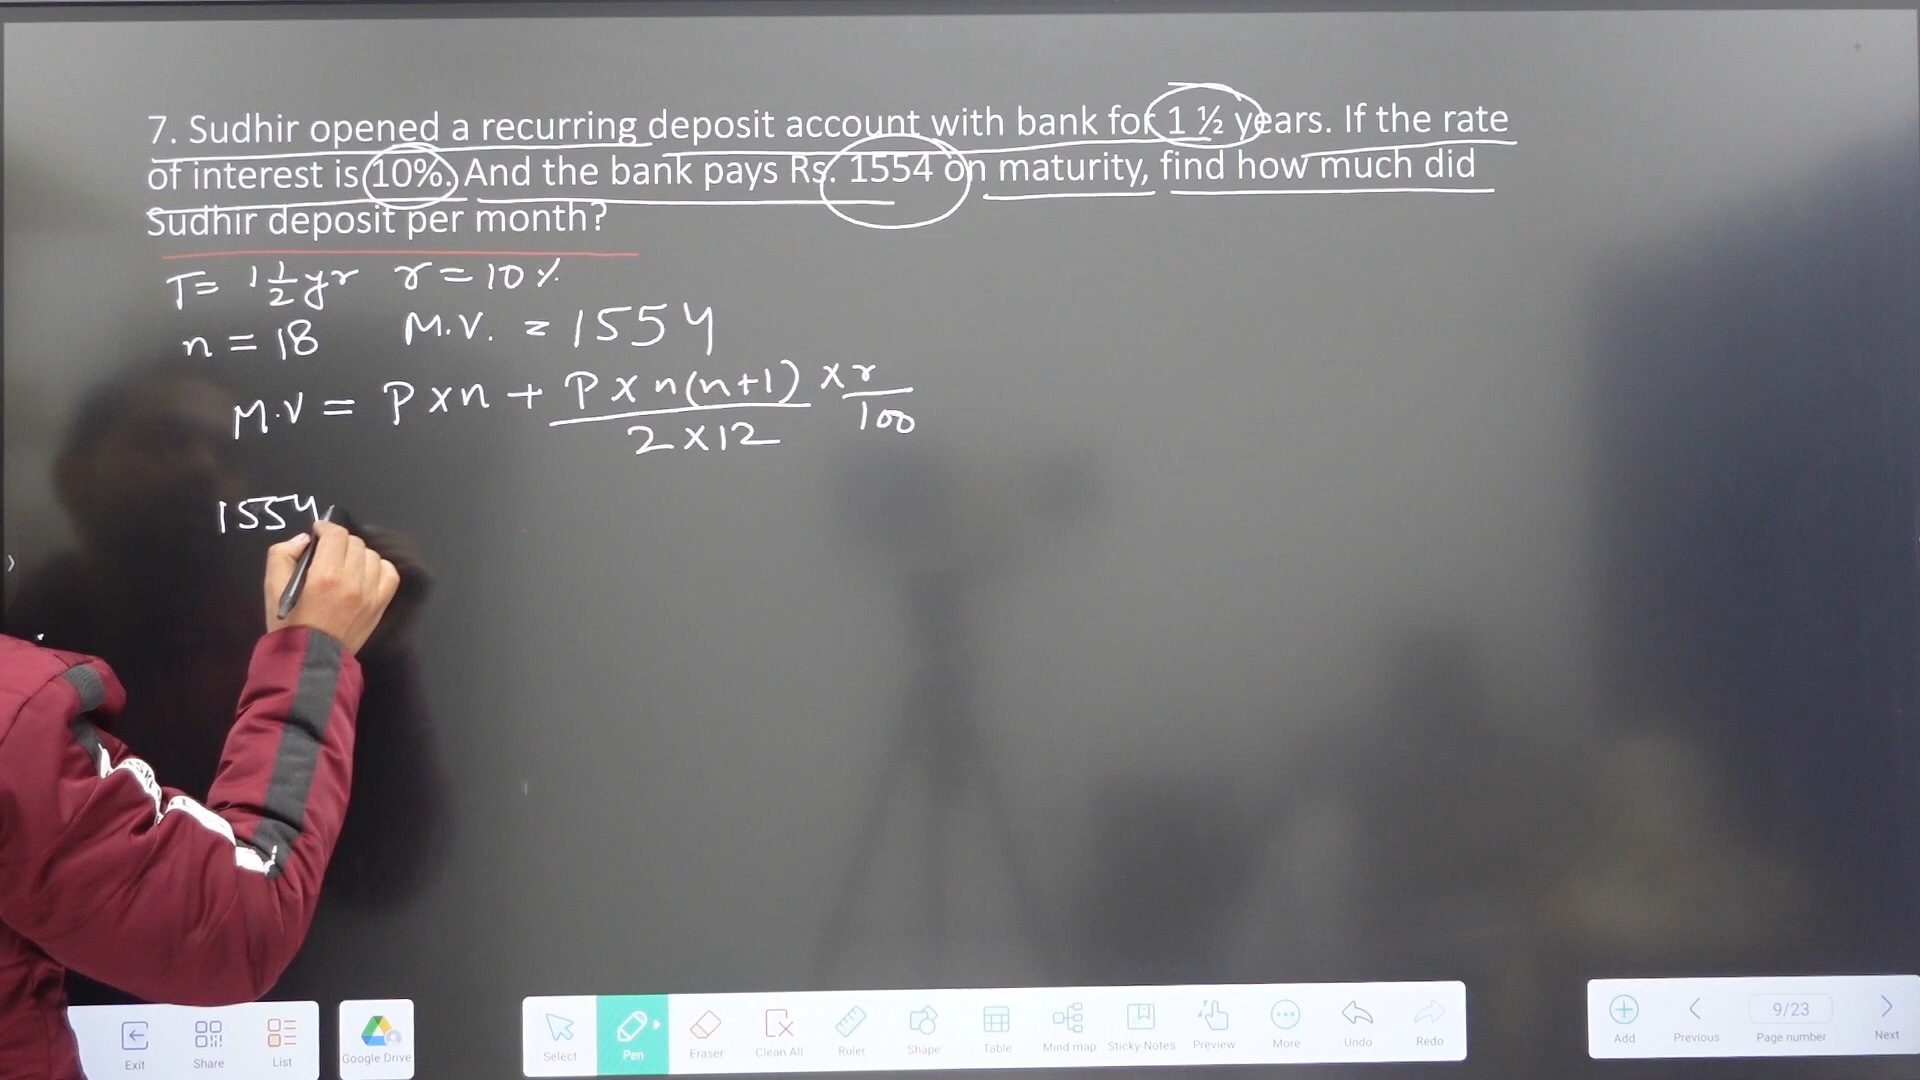 7. Sudhir opened a recurring deposit account with bank for 1 ½ years. If the rate
of interest is 10%. And the bank pays Rs. 1554 on maturity, find how much did
Sudhir deposit per month?
T = 1 1/2 yr r = 10 %
n = 18 M.V. = 1554
M.V = P x n + P x n(n+1) / 2 x 12 x r / 100
1554
Exit Share List Google Drive Select Pen Eraser Clean All Ruler Shape Table Mind map Sticky-Notes Preview More Undo Redo Add Previous 9/23 Page number Next